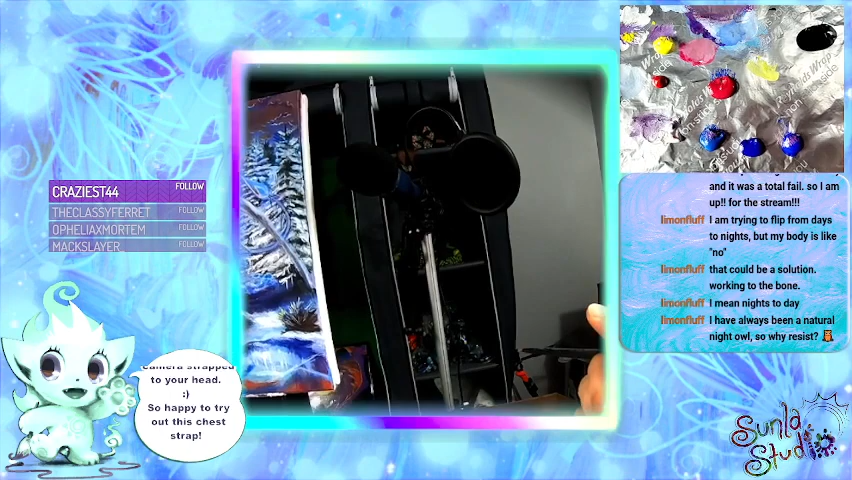 CRAZIEST44 FOLLOW
THECLASSYFERRET FOLLOW
OPHELIAXMORTEM FOLLOW
MACKSLAYER_ FOLLOW
camera strapped
to your head.
:)
So happy to try
out this chest
strap!
Reynolds Wrap
and it was a total fail. so I am
up!! for the stream!!!
limonfluff I am trying to flip from days
to nights, but my body is like
"no"
limonfluff that could be a solution.
working to the bone.
limonfluff I mean nights to day
limonfluff I have always been a natural
night owl, so why resist?
Sunla
Studio